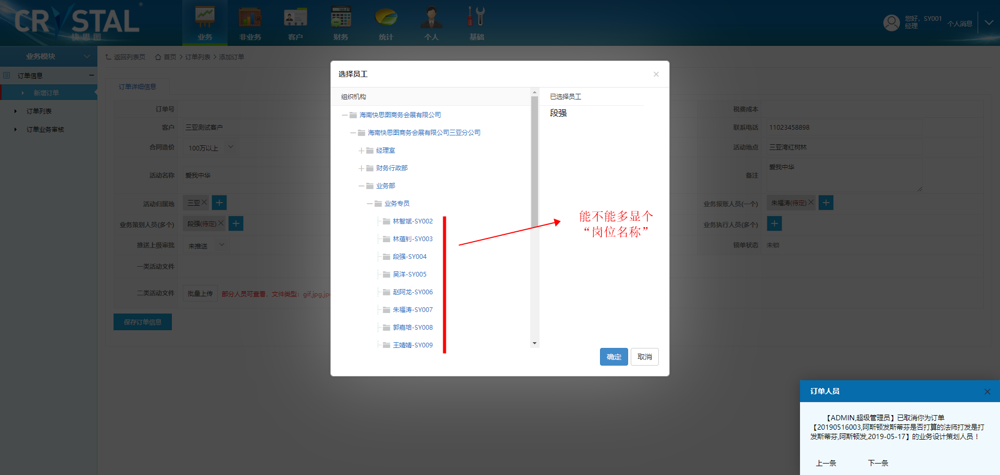 CRYSTAL ®
快思图
业务
非业务
客户
财务
统计
个人
基础
您好，SY001
经理
个人消息
业务模块
返回列表页 首页 > 订单列表 > 添加订单
订单信息
新增订单
订单列表
订单业务审核
订单详细信息
订单号
税费成本
客户 三亚测试客户
联系电话 11023458898
合同造价 100万以上
活动地点 三亚湾红树林
活动名称 爱我中华
备注 爱我中华
活动归属地 三亚
业务报账人员(一个) 朱福涛(待定)
业务策划人员(多个) 段强(待定)
业务执行人员(多个)
推送上级审批 未推送
锁单状态 未锁
一类活动文件
二类活动文件 批量上传 部分人员可查看，文件类型：gif,jpg,jp
保存订单信息
选择员工
组织机构
海南快思图商务会展有限公司
海南快思图商务会展有限公司三亚分公司
经理室
财务行政部
业务部
业务专员
林智斌-SY002
林蕴钊-SY003
段强-SY004
吴洋-SY005
赵阿龙-SY006
朱福涛-SY007
郭嘉培-SY008
王婧婧-SY009
已选择员工
段强
能不能多显个
“岗位名称”
确定
取消
订单人员
【ADMIN,超级管理员】已取消你为订单
【20190516003,阿斯顿发斯蒂芬是否打算的法师打发是打
发斯蒂芬,阿斯顿发,2019-05-17】的业务设计策划人员！
上一条
下一条